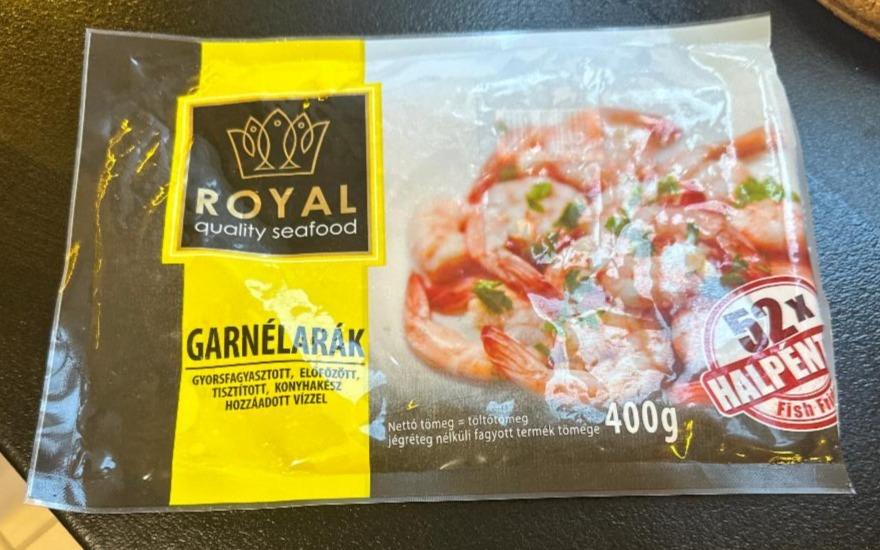 ROYAL
quality seafood
GARNÉLARÁK
GYORSFAGYASZTOTT, ELŐFŐZÖTT,
TISZTÍTOTT, KONYHAKÉSZ
HOZZÁADOTT VÍZZEL
Nettó tömeg = töltőtömeg
jégréteg nélküli fagyott termék tömege 400g
52x
HALPÉNT
Fish Fri